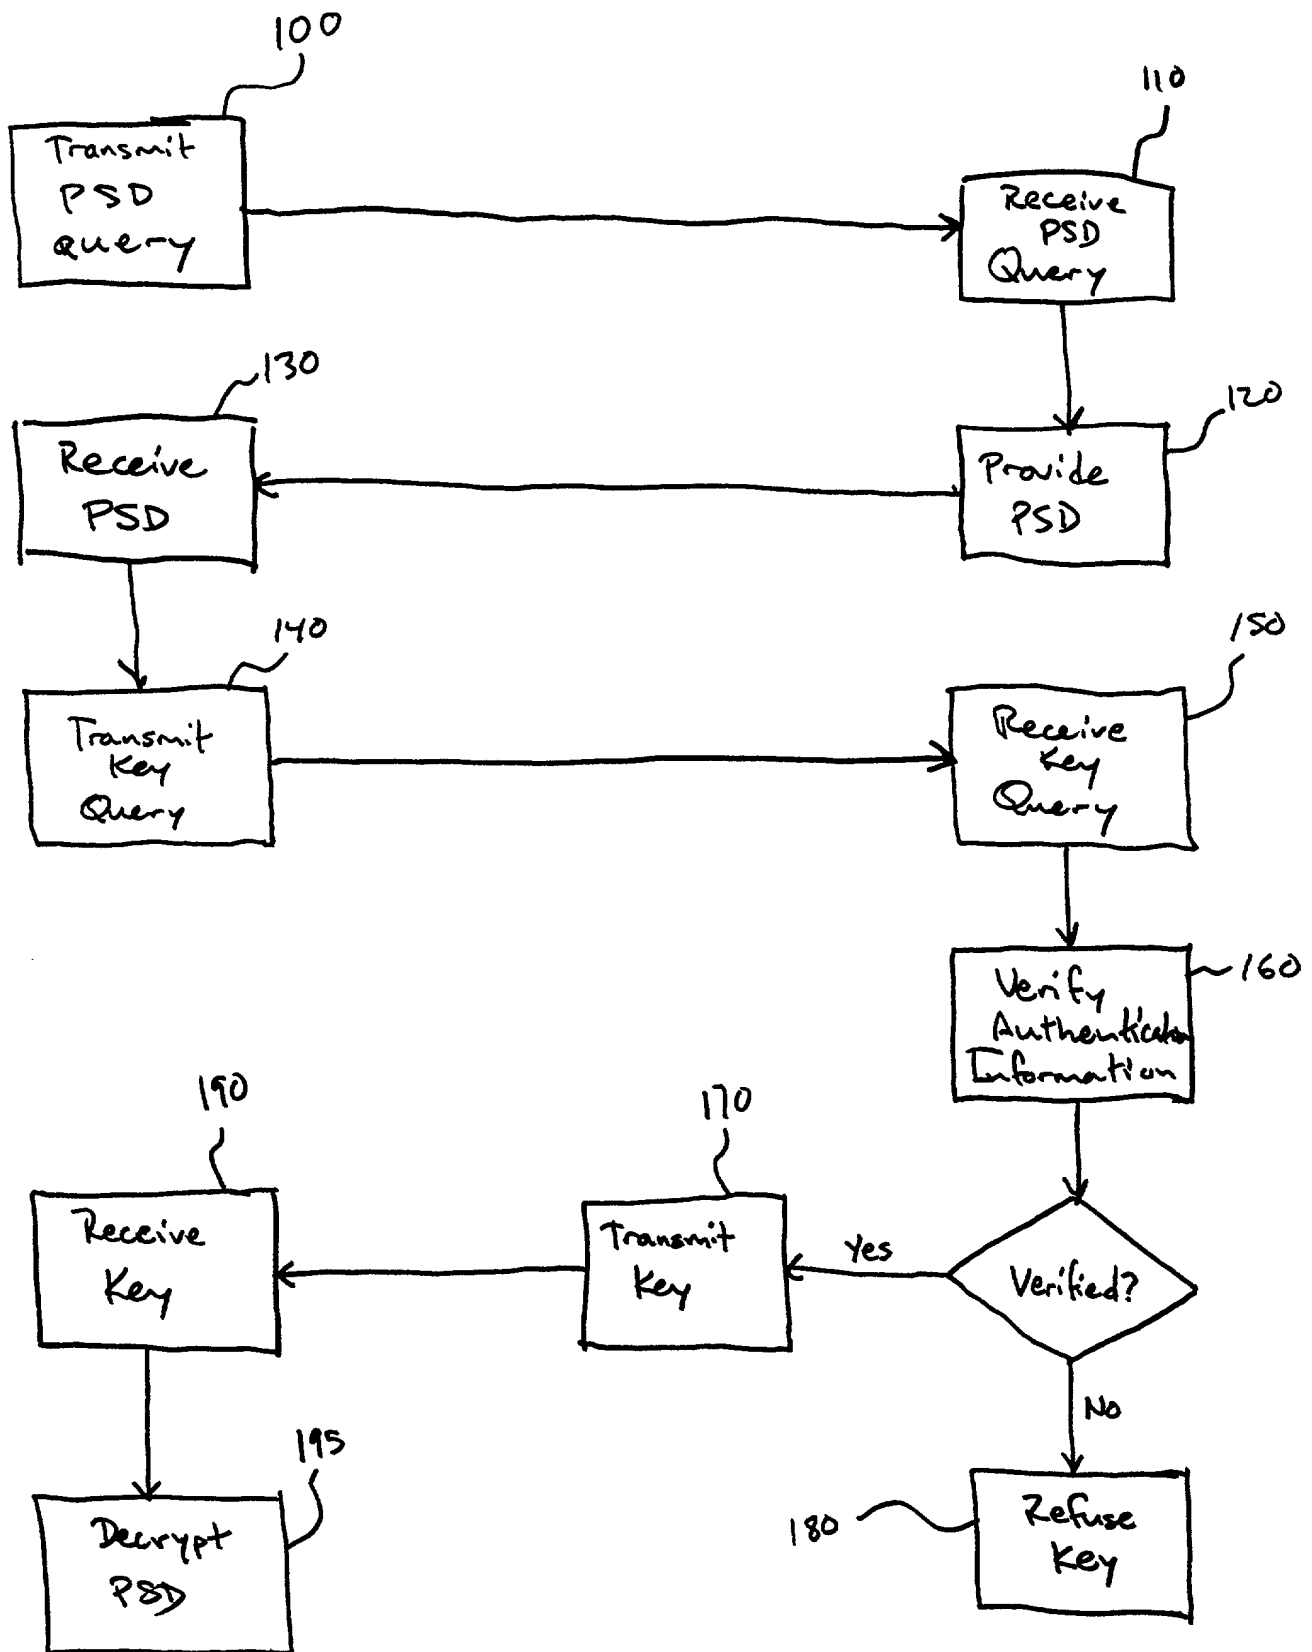 100
Transmit
PSD
query
110
Receive
PSD
Query
130
Receive
PSD
120
Provide
PSD
140
Transmit
Key
Query
150
Receive
Key
Query
160
Verify
Authentication
Information
190
Receive
Key
170
Transmit
Key
Yes
Verified?
No
195
Decrypt
PSD
180
Refuse
Key